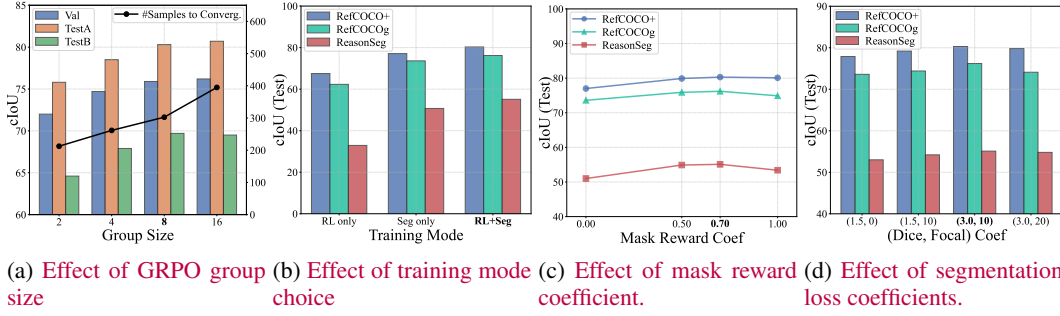 Val
TestA
TestB
#Samples to Converg.
85
80
75
70
65
60
cIoU
600
500
400
300
200
100
0
2
4
8
16
Group Size
RefCOCO+
RefCOCOg
ReasonSeg
100
80
60
40
20
0
cIoU (Test)
RL only
Seg only
RL+Seg
Training Mode
RefCOCO+
RefCOCOg
ReasonSeg
100
90
80
70
60
50
40
cIoU (Test)
0.00
0.50
0.70
1.00
Mask Reward Coef
RefCOCO+
RefCOCOg
ReasonSeg
90
80
70
60
50
40
cIoU (Test)
(1.5, 0)
(1.5, 10)
(3.0, 10)
(3.0, 20)
(Dice, Focal) Coef
(a) Effect of GRPO group
size
(b) Effect of training mode
choice
(c) Effect of mask reward
coefficient.
(d) Effect of segmentation
loss coefficients.